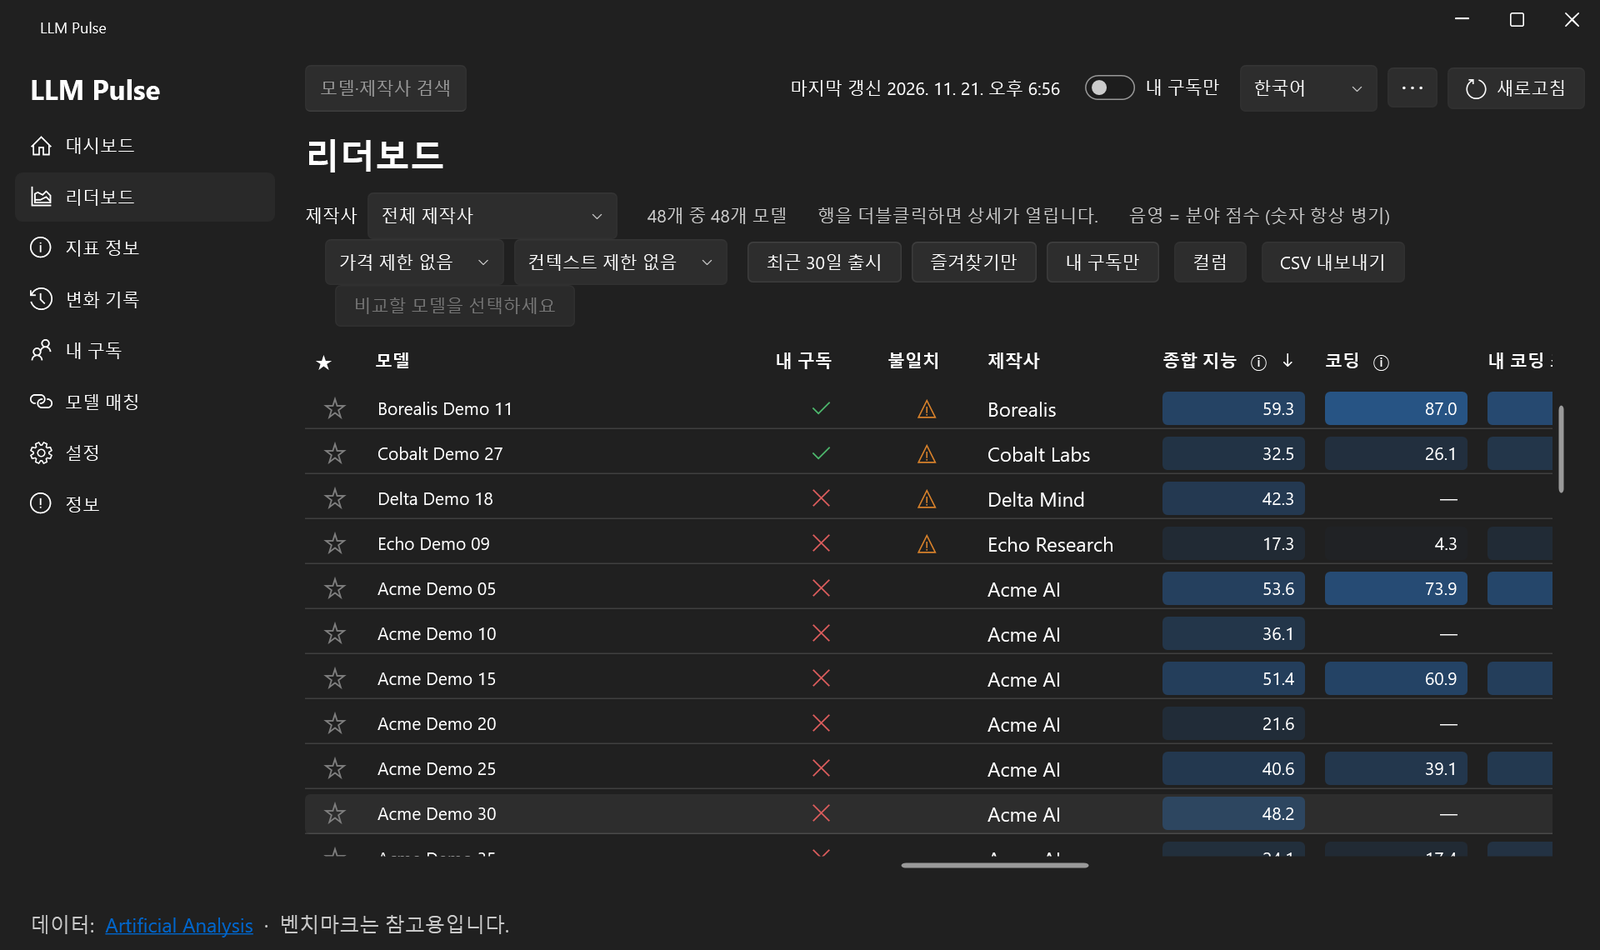 LLM Pulse
LLM Pulse
모델·제작사 검색
마지막 갱신 2026. 11. 21. 오후 6:56
내 구독만
한국어
새로고침
대시보드
리더보드
지표 정보
변화 기록
내 구독
모델 매칭
설정
정보
리더보드
제작사 전체 제작사 48개 중 48개 모델 행을 더블클릭하면 상세가 열립니다. 음영 = 분야 점수 (숫자 항상 병기)
가격 제한 없음 컨텍스트 제한 없음 최근 30일 출시 즐겨찾기만 내 구독만 컬럼 CSV 내보내기
비교할 모델을 선택하세요
★ 모델 내 구독 불일치 제작사 종합 지능 ↓ 코딩 내 코딩
Borealis Demo 11 Borealis 59.3 87.0
Cobalt Demo 27 Cobalt Labs 32.5 26.1
Delta Demo 18 Delta Mind 42.3 —
Echo Demo 09 Echo Research 17.3 4.3
Acme Demo 05 Acme AI 53.6 73.9
Acme Demo 10 Acme AI 36.1 —
Acme Demo 15 Acme AI 51.4 60.9
Acme Demo 20 Acme AI 21.6 —
Acme Demo 25 Acme AI 40.6 39.1
Acme Demo 30 Acme AI 48.2 —
데이터: Artificial Analysis · 벤치마크는 참고용입니다.